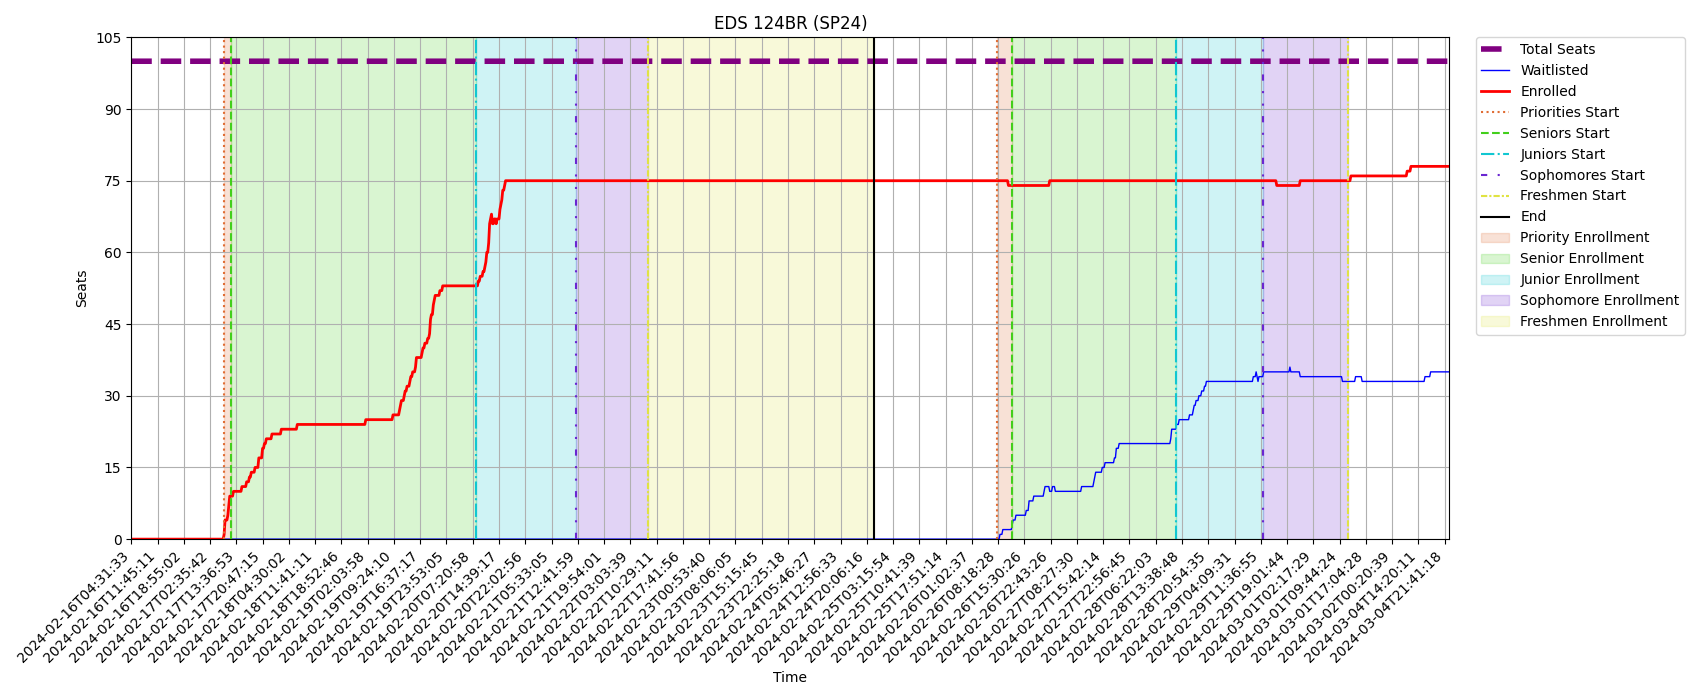 EDS 124BR (SP24)
105
90
75
60
45
30
15
0
Seats
2024-02-16T04:31:33
2024-02-16T11:45:11
2024-02-16T18:55:02
2024-02-17T02:35:42
2024-02-17T13:36:53
2024-02-17T20:47:15
2024-02-18T04:30:02
2024-02-18T11:41:11
2024-02-18T18:52:46
2024-02-19T02:03:58
2024-02-19T09:24:10
2024-02-19T16:37:17
2024-02-19T23:53:05
2024-02-20T07:20:58
2024-02-20T14:39:17
2024-02-20T22:02:56
2024-02-21T05:33:05
2024-02-21T12:41:59
2024-02-21T19:54:01
2024-02-22T03:03:39
2024-02-22T10:29:11
2024-02-22T17:41:56
2024-02-23T00:53:40
2024-02-23T08:06:05
2024-02-23T15:15:45
2024-02-23T22:25:18
2024-02-24T05:46:27
2024-02-24T12:56:33
2024-02-24T20:06:16
2024-02-25T03:15:54
2024-02-25T10:41:39
2024-02-25T17:51:14
2024-02-26T01:02:37
2024-02-26T08:18:28
2024-02-26T15:30:26
2024-02-26T22:43:26
2024-02-27T08:27:30
2024-02-27T15:42:14
2024-02-27T22:56:45
2024-02-28T06:22:03
2024-02-28T13:38:48
2024-02-28T20:54:35
2024-02-29T04:09:31
2024-02-29T11:36:55
2024-02-29T19:01:44
2024-03-01T02:17:29
2024-03-01T09:44:24
2024-03-01T17:04:28
2024-03-02T00:20:39
2024-03-04T14:20:11
2024-03-04T21:41:18
Time
Total Seats
Waitlisted
Enrolled
Priorities Start
Seniors Start
Juniors Start
Sophomores Start
Freshmen Start
End
Priority Enrollment
Senior Enrollment
Junior Enrollment
Sophomore Enrollment
Freshmen Enrollment